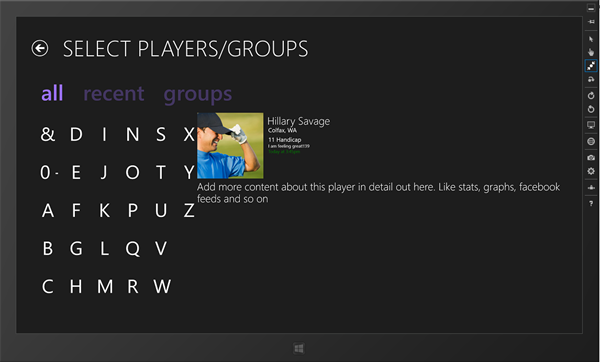 SELECT PLAYERS/GROUPS
all recent groups
& D I N S X
0- E J O T Y
A F K P U Z
B G L Q V
C H M R W
Hillary Savage
Colfax, WA
11 Handicap
I am feeling great!39
Add more content about this player in detail out here. Like stats, graphs, facebook
feeds and so on
?